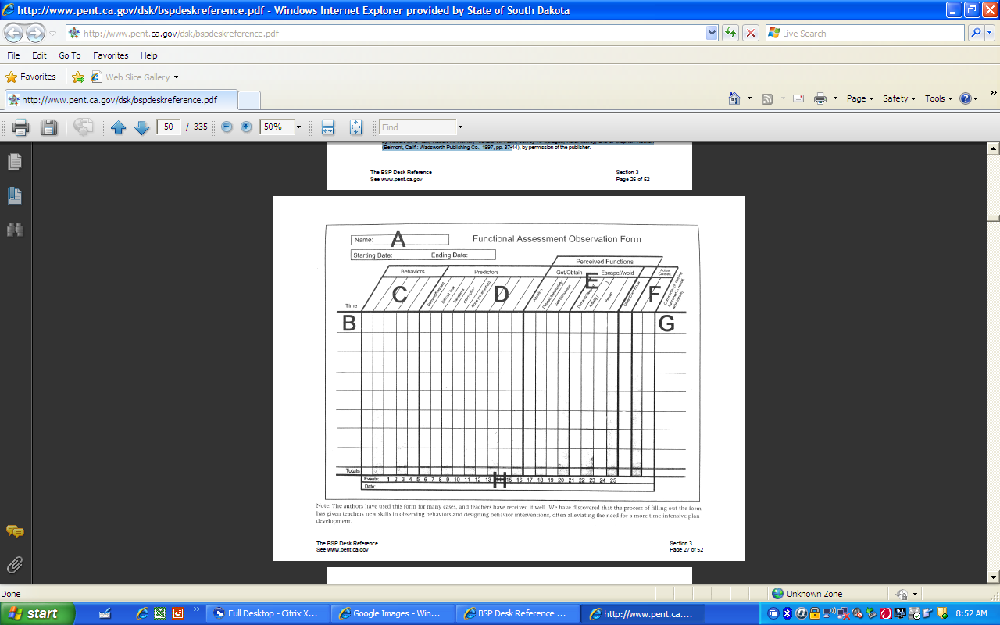 http://www.pent.ca.gov/dsk/bspdeskreference.pdf - Windows Internet Explorer provided by State of South Dakota
http://www.pent.ca.gov/dsk/bspdeskreference.pdf
Live Search
File Edit Go To Favorites Help
Favorites Web Slice Gallery
http://www.pent.ca.gov/dsk/bspdeskreference.pdf
Page Safety Tools
50 / 335 50% Find
(Belmont, Calif.: Wadsworth Publishing Co., 1997, pp. 37-44), by permission of the publisher.
The BSP Desk Reference Section 3
See www.pent.ca.gov Page 26 of 52
Name: A Functional Assessment Observation Form
Starting Date: Ending Date:
Perceived Functions
Behaviors Predictors Get/Obtain Escape/Avoid Actual Conseq.
C Demand/Request Difficult Task Transitions Interruption Alone (no attention) D Attention Desired Item/Activity Self-Stimulation E Activity ( ) Person Other/Don't Know F
Time
B G
Totals
Events: 1 2 3 4 5 6 7 8 9 10 11 12 13 H 15 16 17 18 19 20 21 22 23 24 25
Date:
Note: The authors have used this form for many cases, and teachers have received it well. We have discovered that the process of filling out the form
has given teachers new skills in observing behaviors and designing behavior interventions, often alleviating the need for a more time-intensive plan
development.
The BSP Desk Reference Section 3
See www.pent.ca.gov Page 27 of 52
Done Unknown Zone
start Full Desktop - Citrix X... Google Images - Win... BSP Desk Reference ... http://www.pent.ca.... 8:52 AM